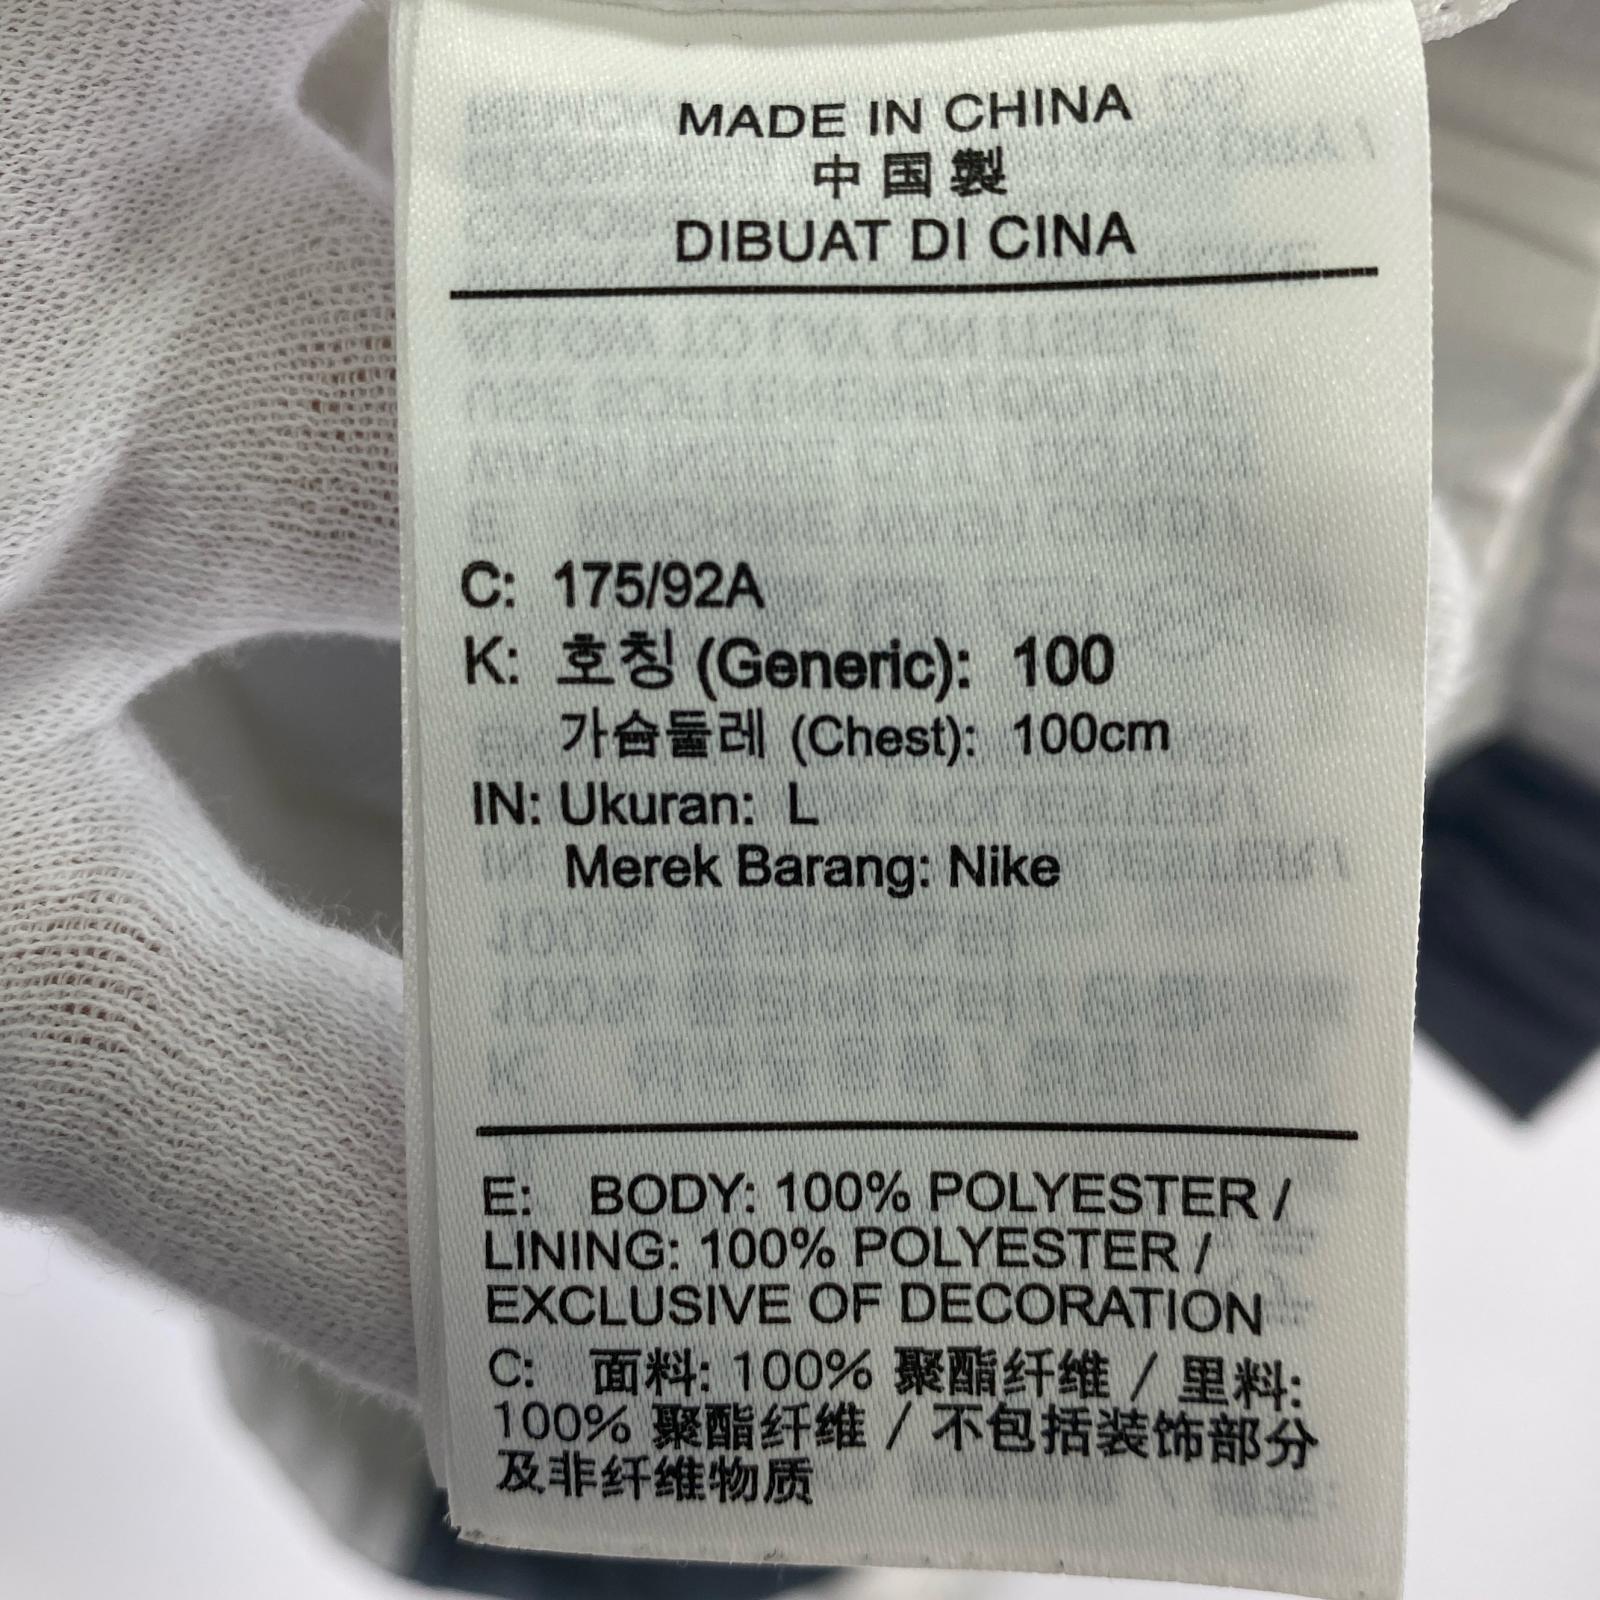 MADE IN CHINA
中国製
DIBUAT DI CINA
C: 175/92A
K: 호칭 (Generic): 100
가슴둘레 (Chest): 100cm
IN: Ukuran: L
Merek Barang: Nike
E: BODY: 100% POLYESTER /
LINING: 100% POLYESTER /
EXCLUSIVE OF DECORATION
C: 面料: 100% 聚酯纤维 / 里料:
100% 聚酯纤维 / 不包括装饰部分
及非纤维物质